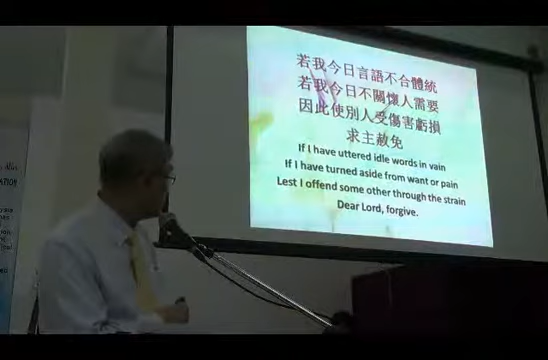 若我今日言語不合體統
若我今日不關懷人需要
因此使別人受傷害虧損
求主赦免
If I have uttered idle words in vain
If I have turned aside from want or pain
Lest I offend some other through the strain
Dear Lord, forgive.